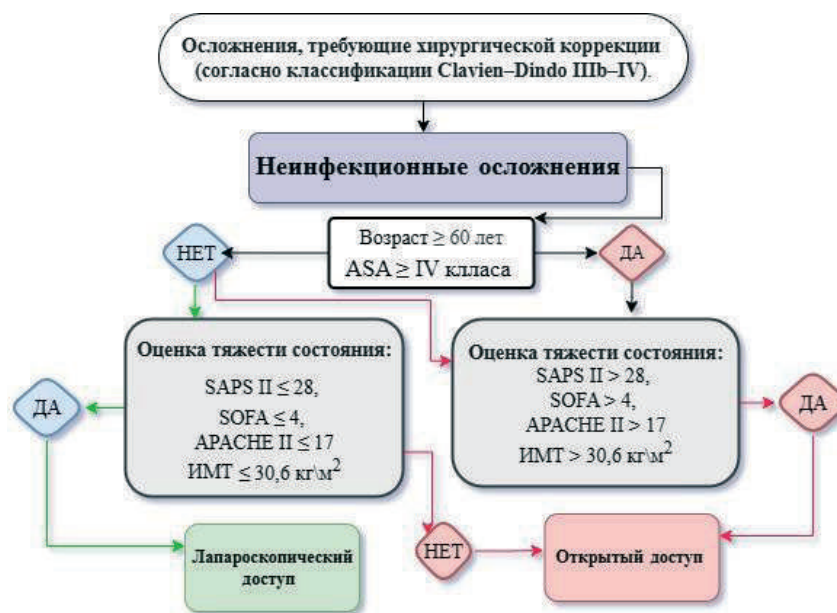 Осложнения, требующие хирургической коррекции
(согласно классификации Clavien–Dindo IIIb–IV).
Неинфекционные осложнения
Возраст ≥ 60 лет
ASA ≥ IV клласа
НЕТ
ДА
Оценка тяжести состояния:
SAPS II ≤ 28,
SOFA ≤ 4,
APACHE II ≤ 17
ИМТ ≤ 30,6 кг\м²
Оценка тяжести состояния:
SAPS II > 28,
SOFA > 4,
APACHE II > 17
ИМТ > 30,6 кг\м²
ДА
ДА
Лапароскопический
доступ
НЕТ
Открытый доступ